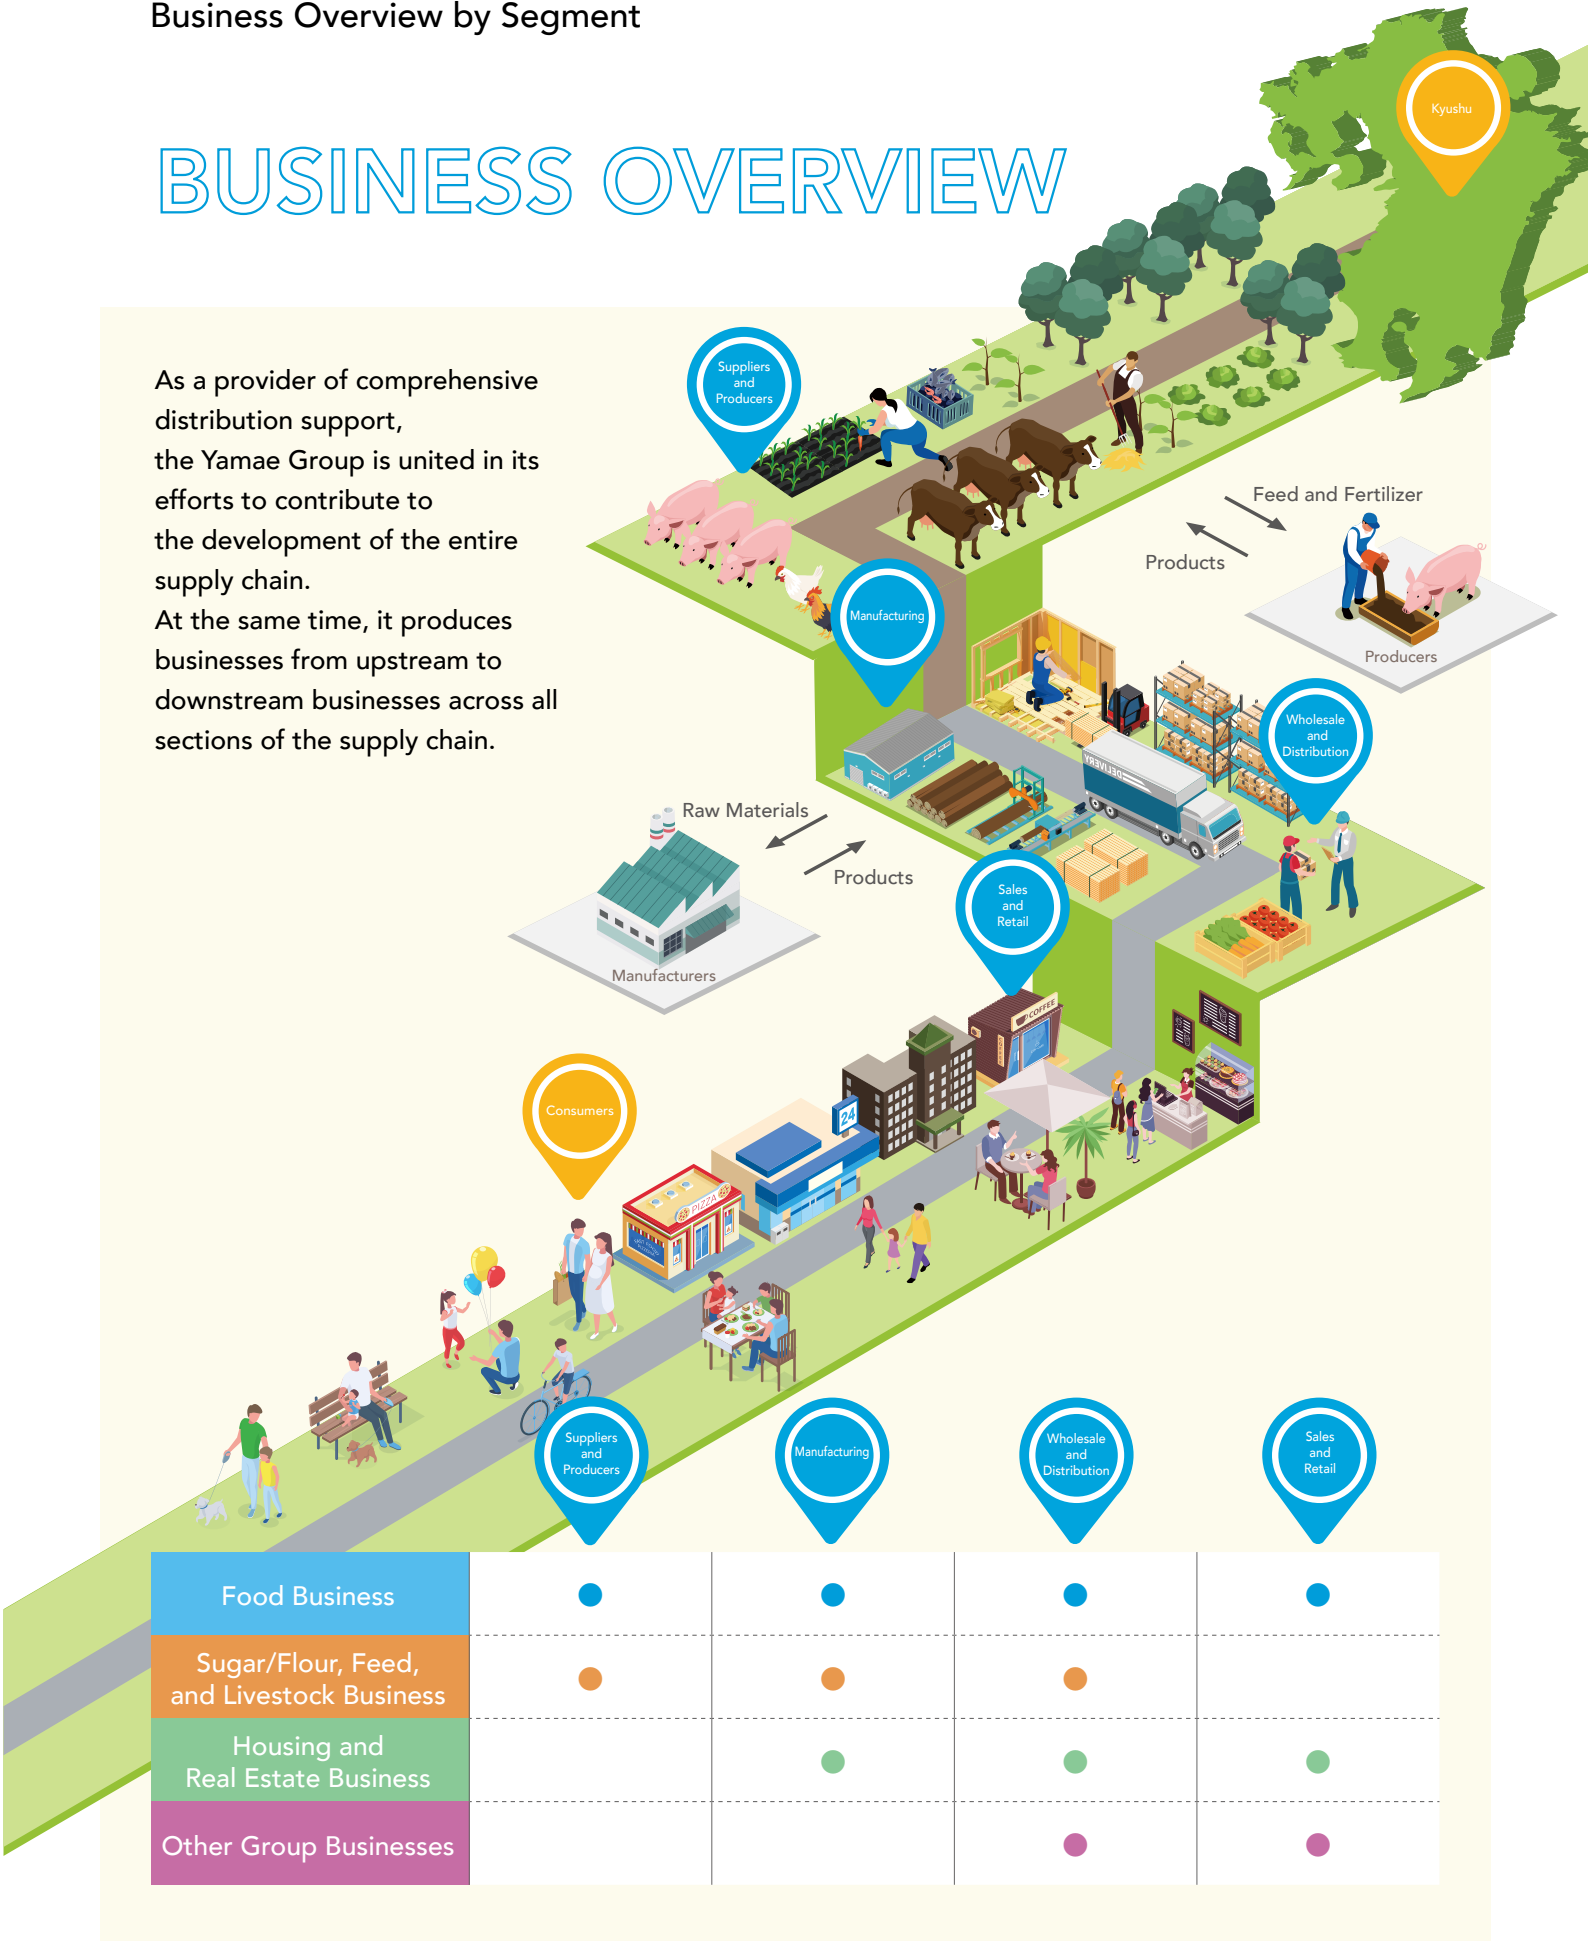 Business Overview by Segment
BUSINESS OVERVIEW
Kyushu
As a provider of comprehensive
distribution support,
the Yamae Group is united in its
efforts to contribute to
the development of the entire
supply chain.
At the same time, it produces
businesses from upstream to
downstream businesses across all
sections of the supply chain.
Suppliers
and
Producers
Feed and Fertilizer
Products
Producers
Manufacturing
Wholesale
and
Distribution
DELIVERY
Raw Materials
Products
Manufacturers
Sales
and
Retail
COFFEE
24
Consumers
PIZZA
Suppliers
and
Producers
Manufacturing
Wholesale
and
Distribution
Sales
and
Retail
Food Business
Sugar/Flour, Feed,
and Livestock Business
Housing and
Real Estate Business
Other Group Businesses